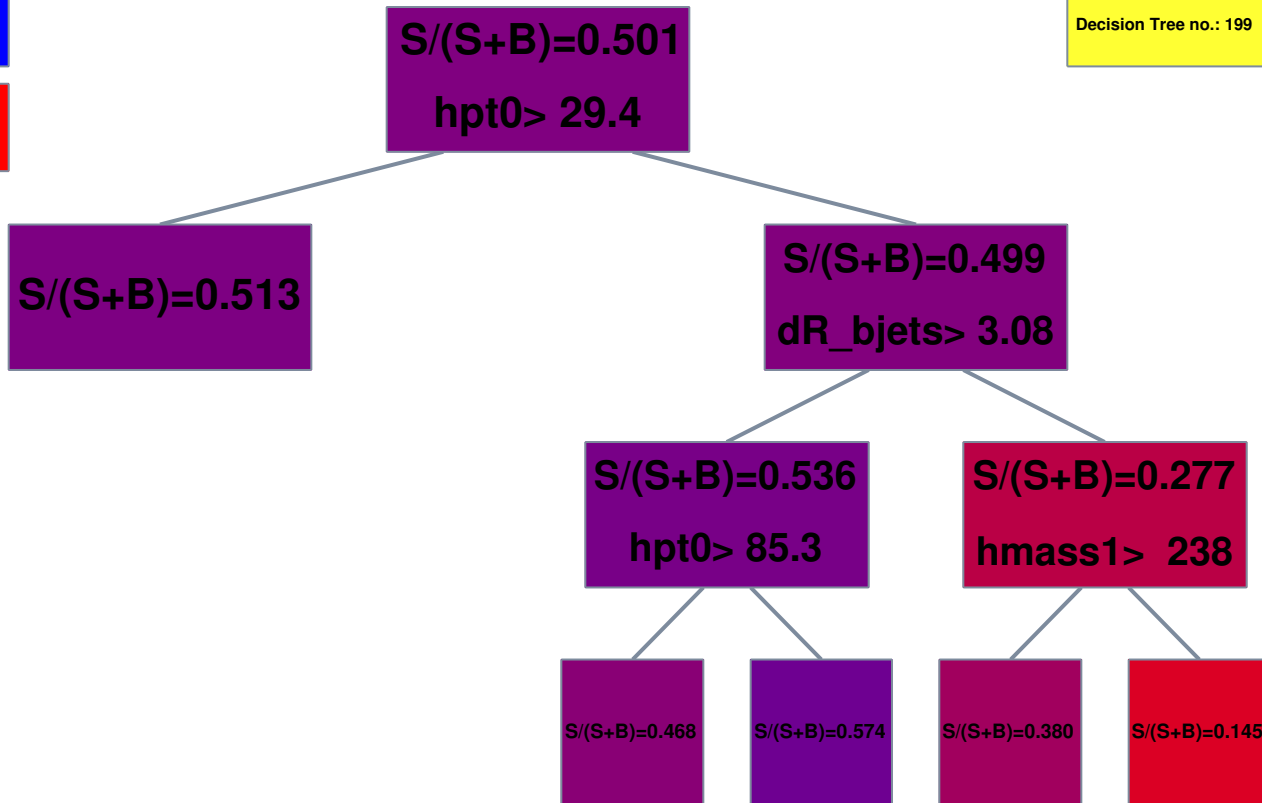 S/(S+B)=0.501
hpt0> 29.4
Decision Tree no.: 199
S/(S+B)=0.513
S/(S+B)=0.499
dR_bjets> 3.08
S/(S+B)=0.536
hpt0> 85.3
S/(S+B)=0.277
hmass1>  238
S/(S+B)=0.468
S/(S+B)=0.574
S/(S+B)=0.380
S/(S+B)=0.145